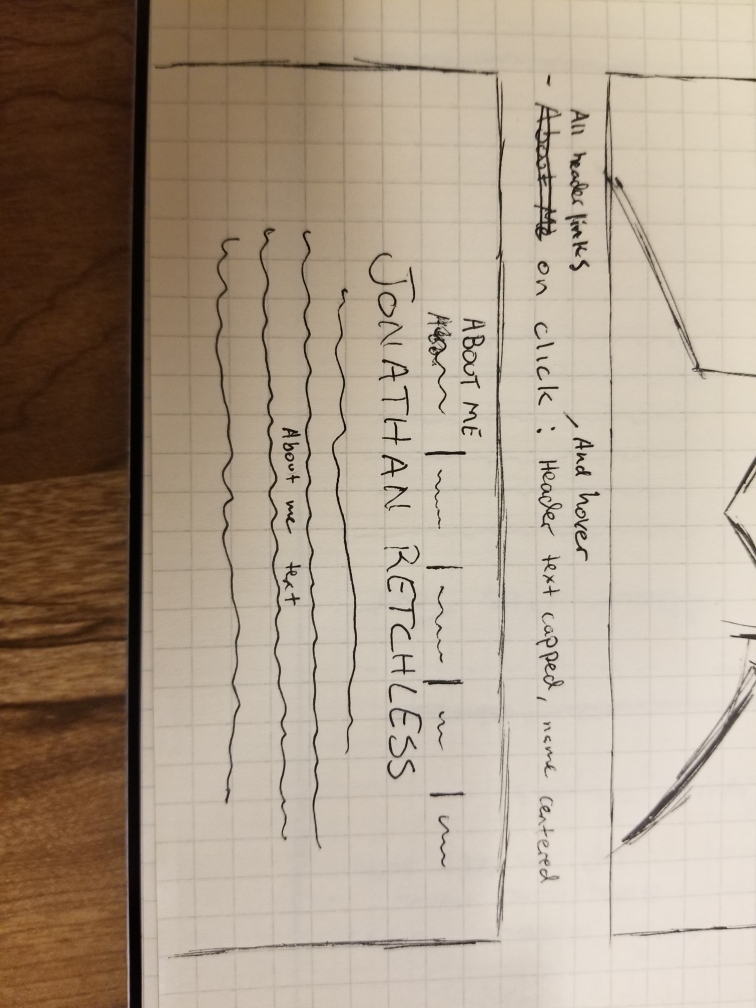 All header links
And hover
- About Me on click : Header text capped, name centered
ABOUT ME
About
JONATHAN RETCHLESS
About me text